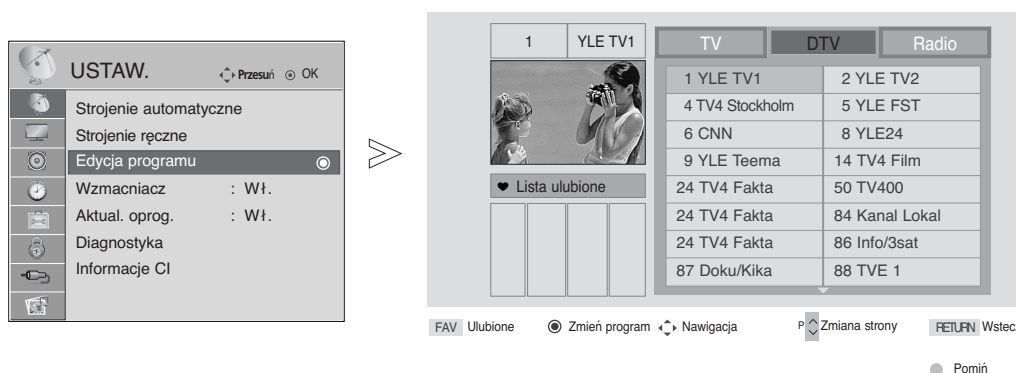 USTAW. Przesuń OK
Strojenie automatyczne
Strojenie ręczne
Edycja programu
Wzmacniacz : Wł.
Aktual. oprog. : Wł.
Diagnostyka
Informacje CI
1 YLE TV1
Lista ulubione
TV DTV Radio
1 YLE TV1 2 YLE TV2
4 TV4 Stockholm 5 YLE FST
6 CNN 8 YLE24
9 YLE Teema 14 TV4 Film
24 TV4 Fakta 50 TV400
24 TV4 Fakta 84 Kanal Lokal
24 TV4 Fakta 86 Info/3sat
87 Doku/Kika 88 TVE 1
FAV Ulubione Zmień program Nawigacja P Zmiana strony RETURN Wstecz
Pomiń